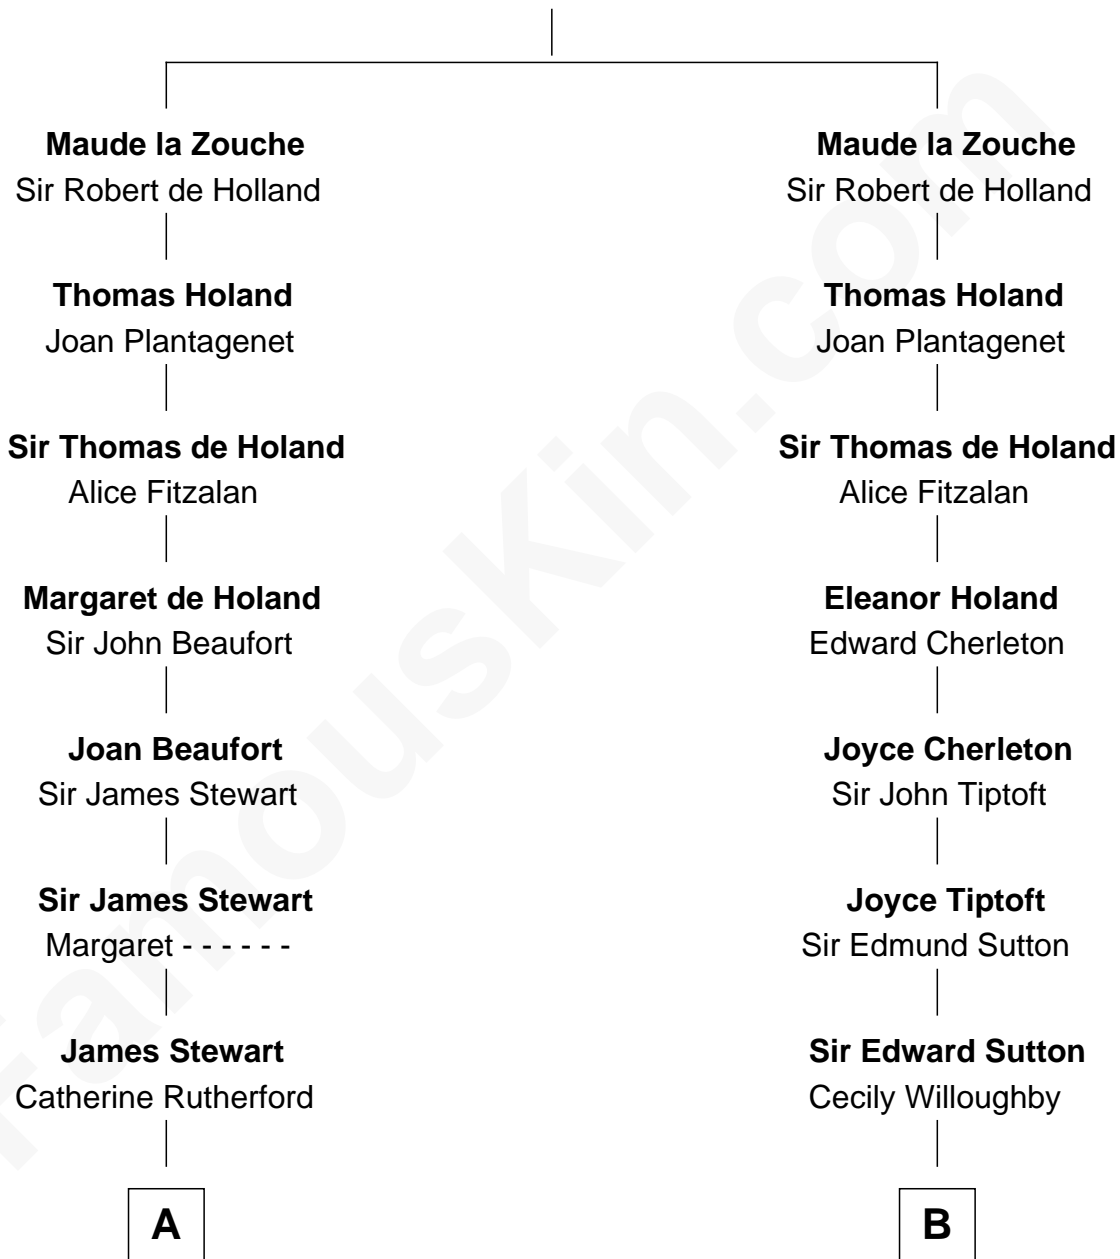 Maude la Zouche
Sir Robert de Holland
Thomas Holand
Joan Plantagenet
Sir Thomas de Holand
Alice Fitzalan
Margaret de Holand
Sir John Beaufort
Joan Beaufort
Sir James Stewart
Sir James Stewart
Margaret - - - - - -
James Stewart
Catherine Rutherford
A
Maude la Zouche
Sir Robert de Holland
Thomas Holand
Joan Plantagenet
Sir Thomas de Holand
Alice Fitzalan
Eleanor Holand
Edward Cherleton
Joyce Cherleton
Sir John Tiptoft
Joyce Tiptoft
Sir Edmund Sutton
Sir Edward Sutton
Cecily Willoughby
B
FamousKin.com